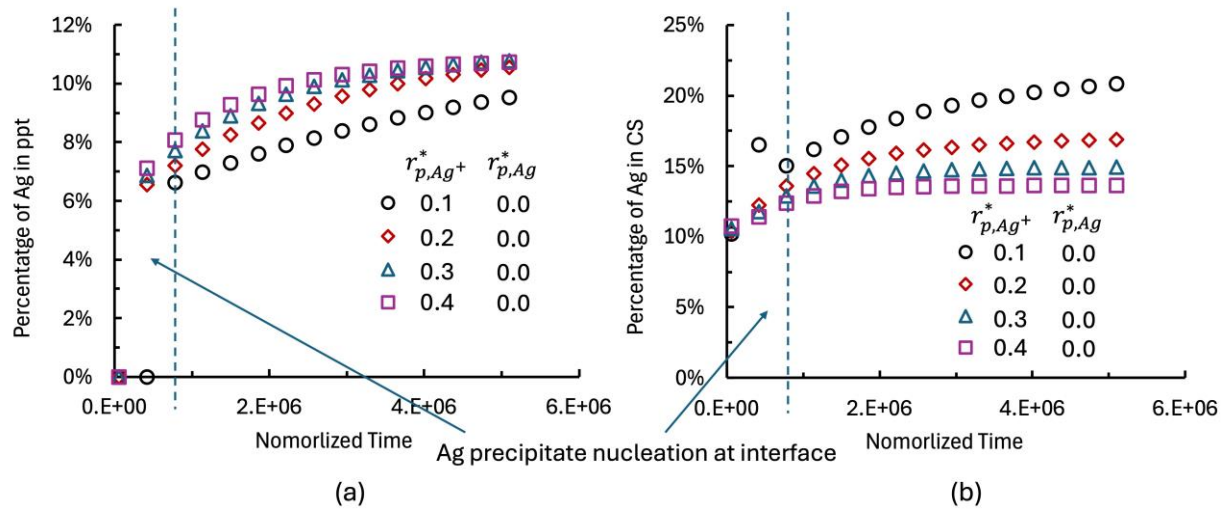 12%
10%
8%
6%
4%
2%
0%
Percentatge of Ag in ppt
r*p,Ag+ r*p,Ag
0.1 0.0
0.2 0.0
0.3 0.0
0.4 0.0
0.E+00 2.E+06 4.E+06 6.E+06
Nomorlized Time
(a)
25%
20%
15%
10%
5%
0%
Percentatge of Ag in CS
r*p,Ag+ r*p,Ag
0.1 0.0
0.2 0.0
0.3 0.0
0.4 0.0
0.E+00 2.E+06 4.E+06 6.E+06
Nomorlized Time
(b)
Ag precipitate nucleation at interface